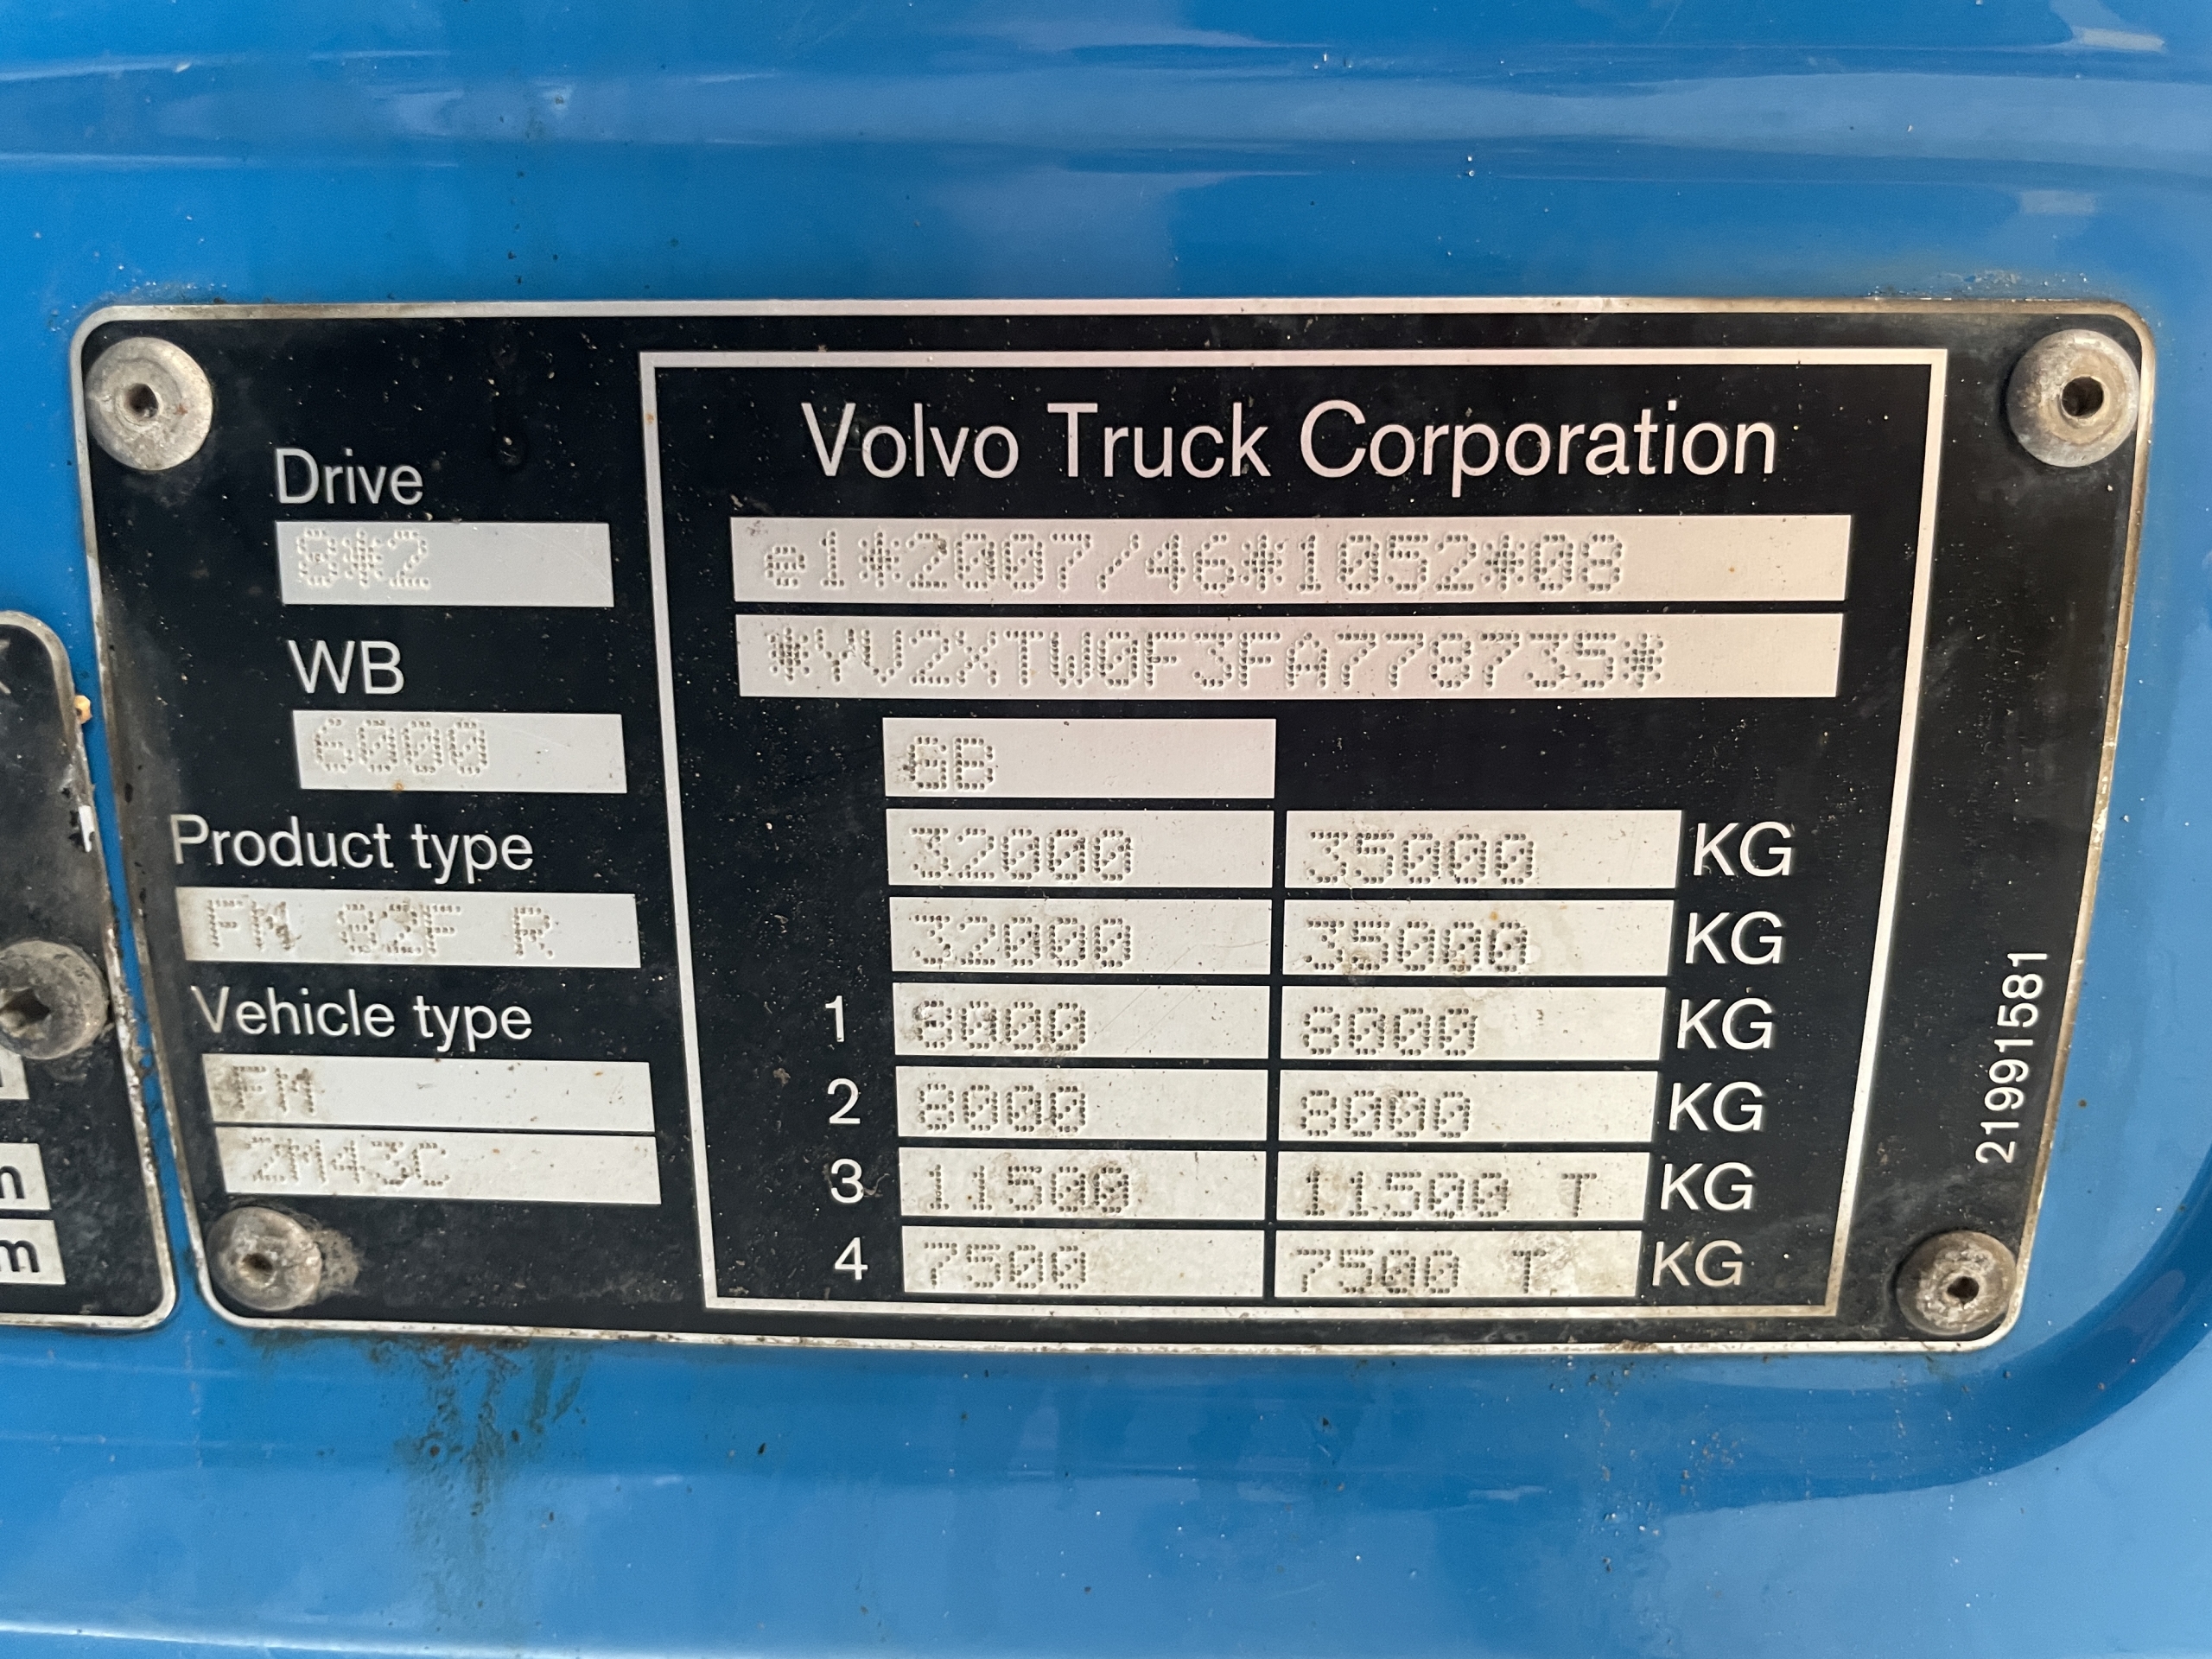 Volvo Truck Corporation
Drive
8*2
WB
6000
Product type
FM 82F R
Vehicle type
FM
2M43C
e1*2007/46*1052*08
*YV2XTW0F3FA778735*
GB
32000 35000 KG
32000 35000 KG
1 8000 8000 KG
2 8000 8000 KG
3 11500 11500 T KG
4 7500 7500 T KG
21991581
m